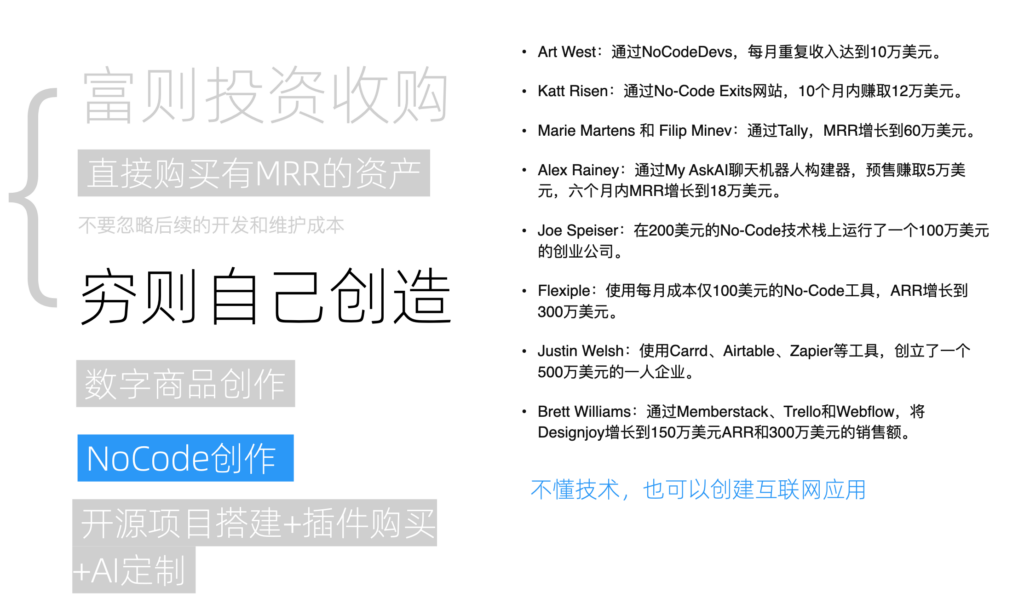 富则投资收购
直接购买有MRR的资产
不要忽略后续的开发和维护成本
穷则自己创造
数字商品创作
NoCode创作
开源项目搭建+插件购买
+AI定制
• Art West：通过NoCodeDevs，每月重复收入达到10万美元。
• Katt Risen：通过No-Code Exits网站，10个月内赚取12万美元。
• Marie Martens 和 Filip Minev：通过Tally，MRR增长到60万美元。
• Alex Rainey：通过My AskAI聊天机器人构建器，预售赚取5万美
元，六个月内MRR增长到18万美元。
• Joe Speiser：在200美元的No-Code技术栈上运行了一个100万美元
的创业公司。
• Flexiple：使用每月成本仅100美元的No-Code工具，ARR增长到
300万美元。
• Justin Welsh：使用Carrd、Airtable、Zapier等工具，创立了一个
500万美元的一人企业。
• Brett Williams：通过Memberstack、Trello和Webflow，将
Designjoy增长到150万美元ARR和300万美元的销售额。
不懂技术，也可以创建互联网应用